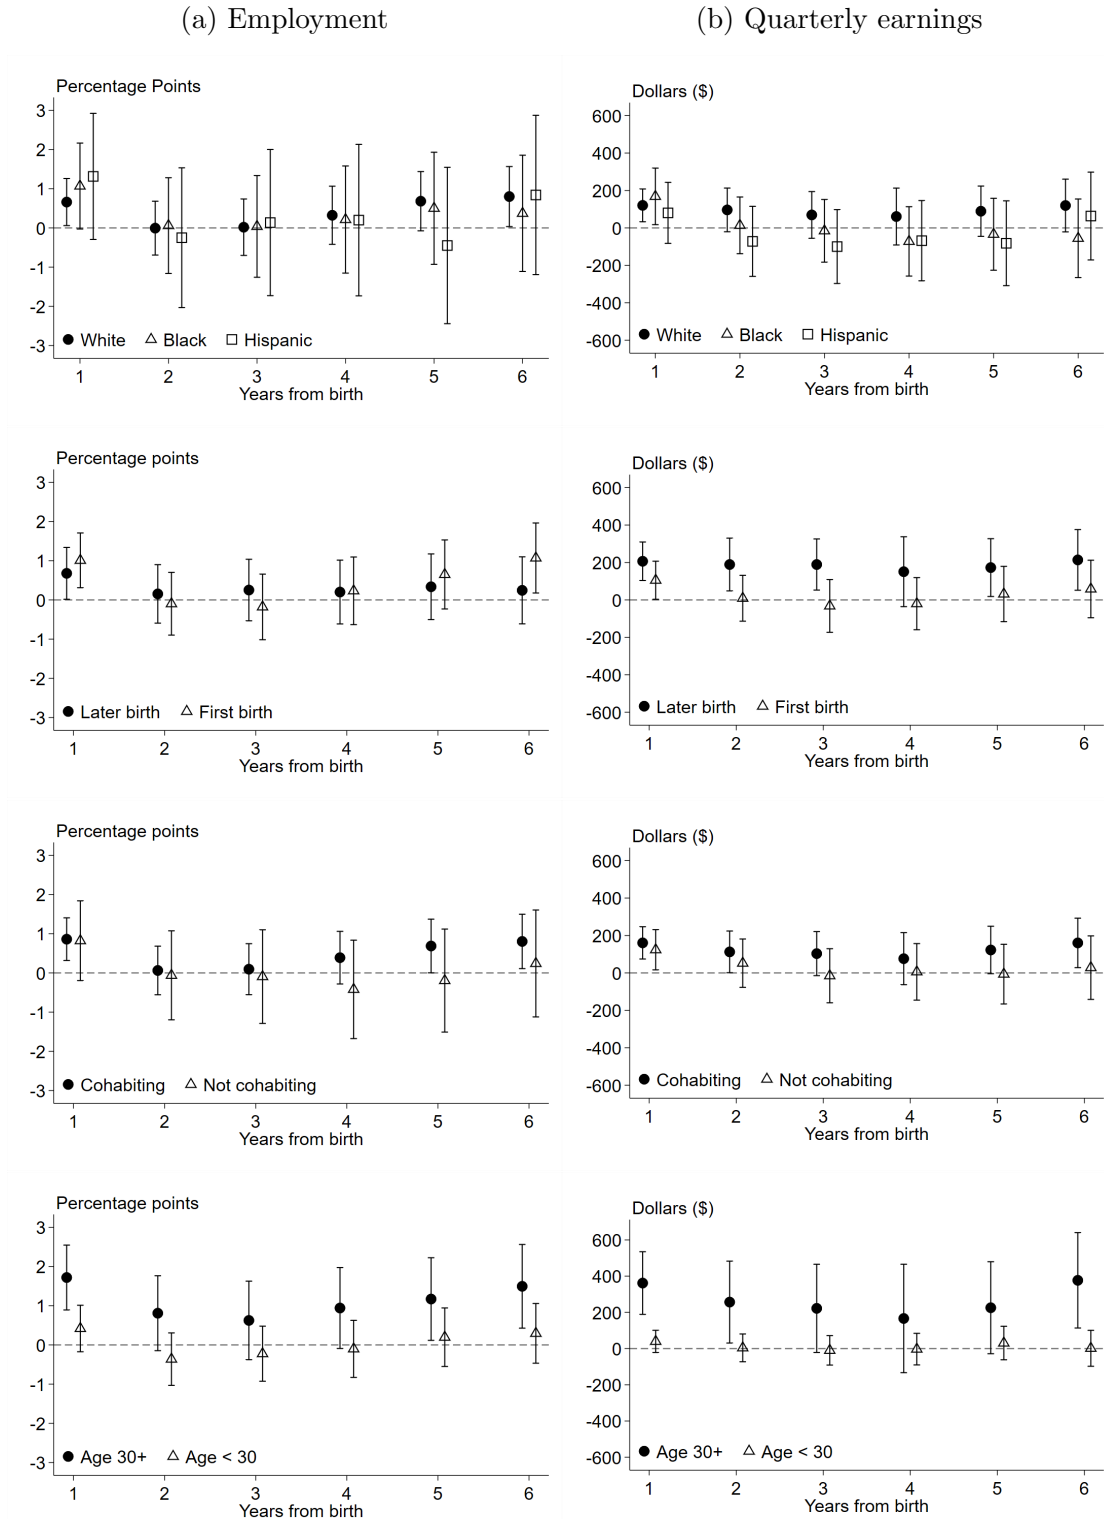 (a) Employment
(b) Quarterly earnings
Percentage Points
3
2
1
0
-1
-2
-3
White Black Hispanic
1 2 3 4 5 6
Years from birth
Dollars ($)
600
400
200
0
-200
-400
-600
White Black Hispanic
1 2 3 4 5 6
Years from birth
Percentage points
3
2
1
0
-1
-2
-3
Later birth First birth
1 2 3 4 5 6
Years from birth
Dollars ($)
600
400
200
0
-200
-400
-600
Later birth First birth
1 2 3 4 5 6
Years from birth
Percentage points
3
2
1
0
-1
-2
-3
Cohabiting Not cohabiting
1 2 3 4 5 6
Years from birth
Dollars ($)
600
400
200
0
-200
-400
-600
Cohabiting Not cohabiting
1 2 3 4 5 6
Years from birth
Percentage points
3
2
1
0
-1
-2
-3
Age 30+ Age < 30
1 2 3 4 5 6
Years from birth
Dollars ($)
600
400
200
0
-200
-400
-600
Age 30+ Age < 30
1 2 3 4 5 6
Years from birth